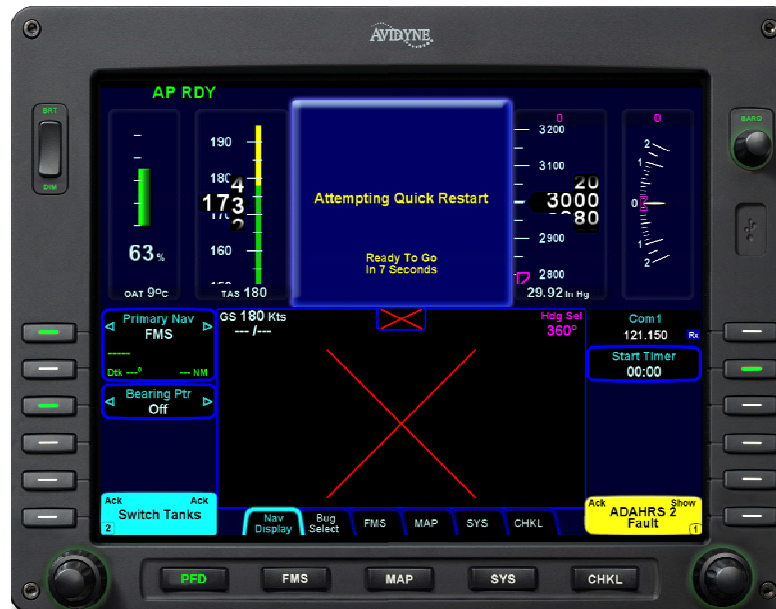 AVIDYNE
BRT
DIM
BARO
AP RDY
63%
OAT 9ºC
190
180
170
160
4
173
2
TAS 180
Attempting Quick Restart
Ready To Go
In 7 Seconds
0
3200
3100
20
3000
80
2900
2800
29.92 In Hg
0
2
1
0
1
2
Primary Nav
FMS
-----
Dtk ---º --- NM
Bearing Ptr
Off
GS 180 Kts
--- /---
Hdg Sel
360º
Com1
121.150 Rx
Start Timer
00:00
Ack Ack
Switch Tanks
2
Nav
Display
Bug
Select
FMS
MAP
SYS
CHKL
Ack Show
ADAHRS 2
Fault
1
PFD
FMS
MAP
SYS
CHKL